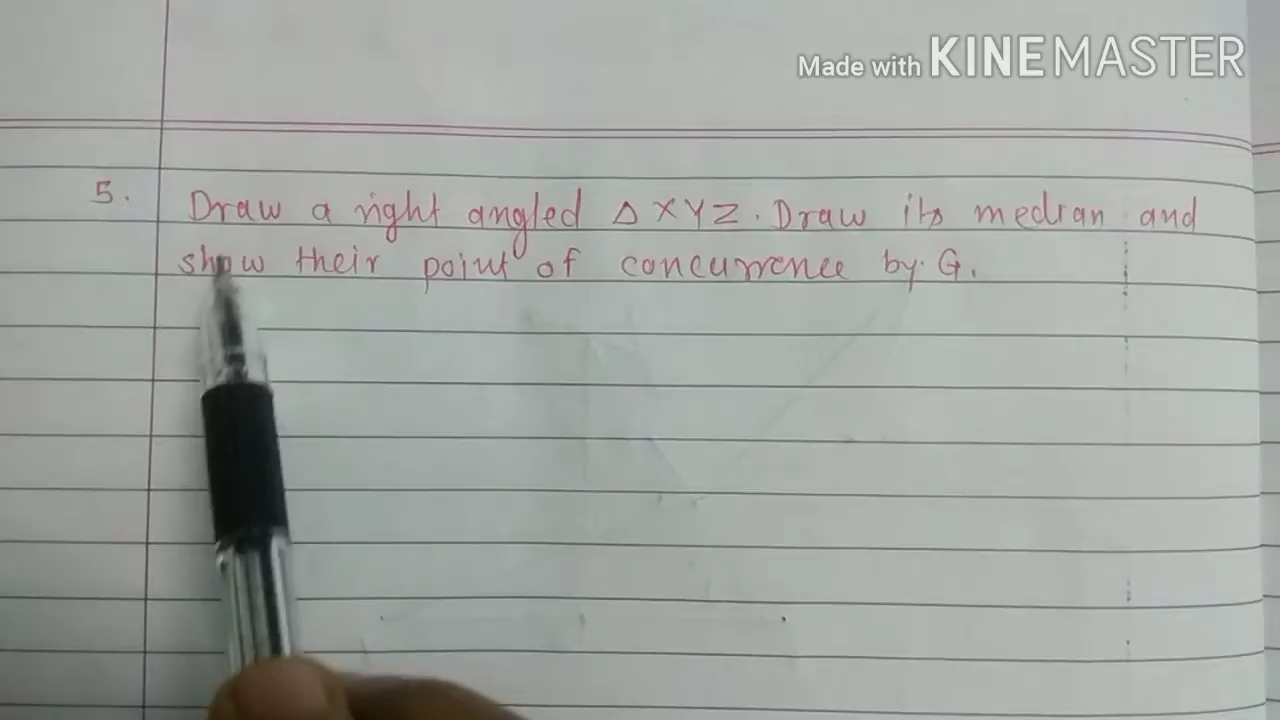 Made with KINEMASTER
5. Draw a right angled Δ XYZ. Draw its median and
show their point of concurrence by G.